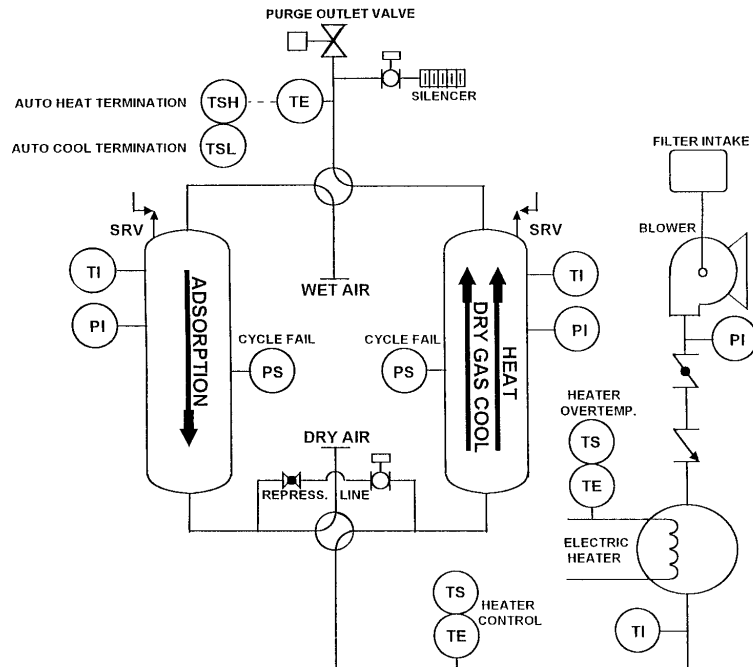 PURGE OUTLET VALVE
AUTO HEAT TERMINATION
TSH
TE
SILENCER
AUTO COOL TERMINATION
TSL
FILTER INTAKE
SRV
SRV
BLOWER
TI
ADSORPTION
WET AIR
DRY GAS COOL
HEAT
TI
PI
PI
PI
CYCLE FAIL
PS
CYCLE FAIL
PS
HEATER
OVERTEMP.
TS
TE
DRY AIR
REPRESS. LINE
ELECTRIC
HEATER
TS
TE
HEATER
CONTROL
TI